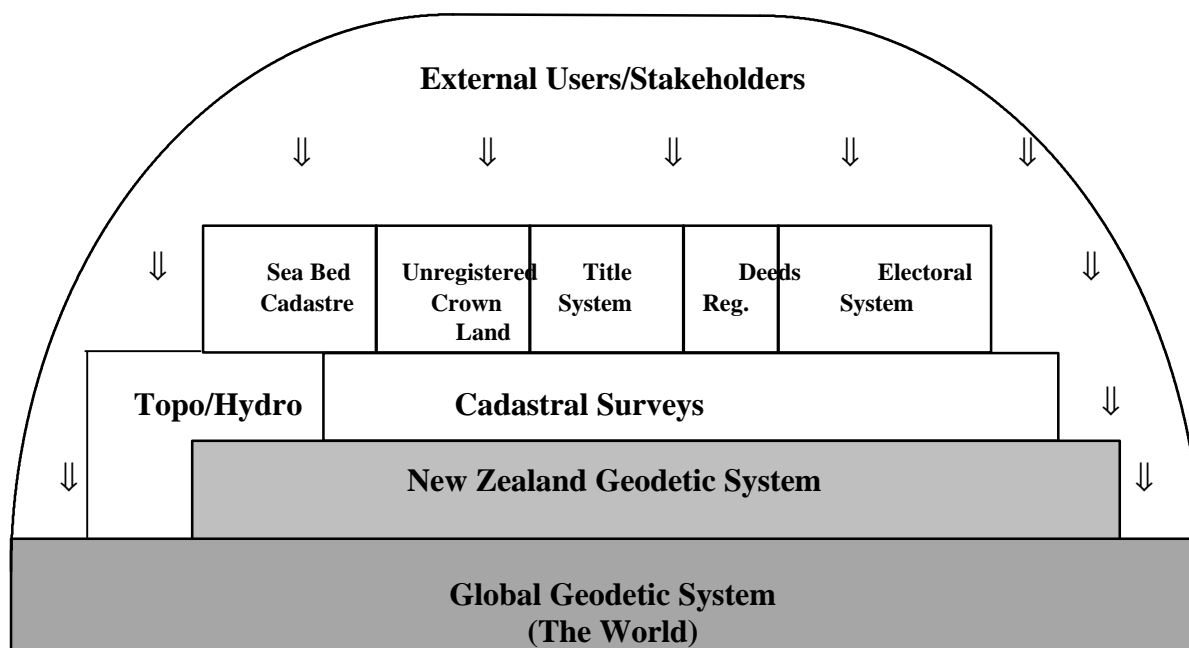 External Users/Stakeholders
⇓ ⇓ ⇓ ⇓ ⇓
⇓ ⇓
Sea Bed
Cadastre
Unregistered
Crown
Land
Title
System
Deeds
Reg.
Electoral
System
Topo/Hydro
Cadastral Surveys
⇓
⇓ ⇓
New Zealand Geodetic System
Global Geodetic System
(The World)